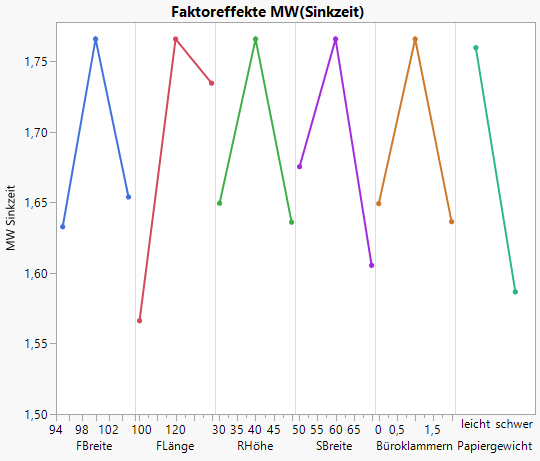 Faktoreffekte MW(Sinkzeit)
1,75
1,70
1,65
1,60
1,55
1,50
MW Sinkzeit
94 98 102 100 120 30 35 40 45 50 55 60 65 0 0,5 1,5 leicht schwer
FBreite FLänge RHöhe SBreite Büroklammern Papiergewicht